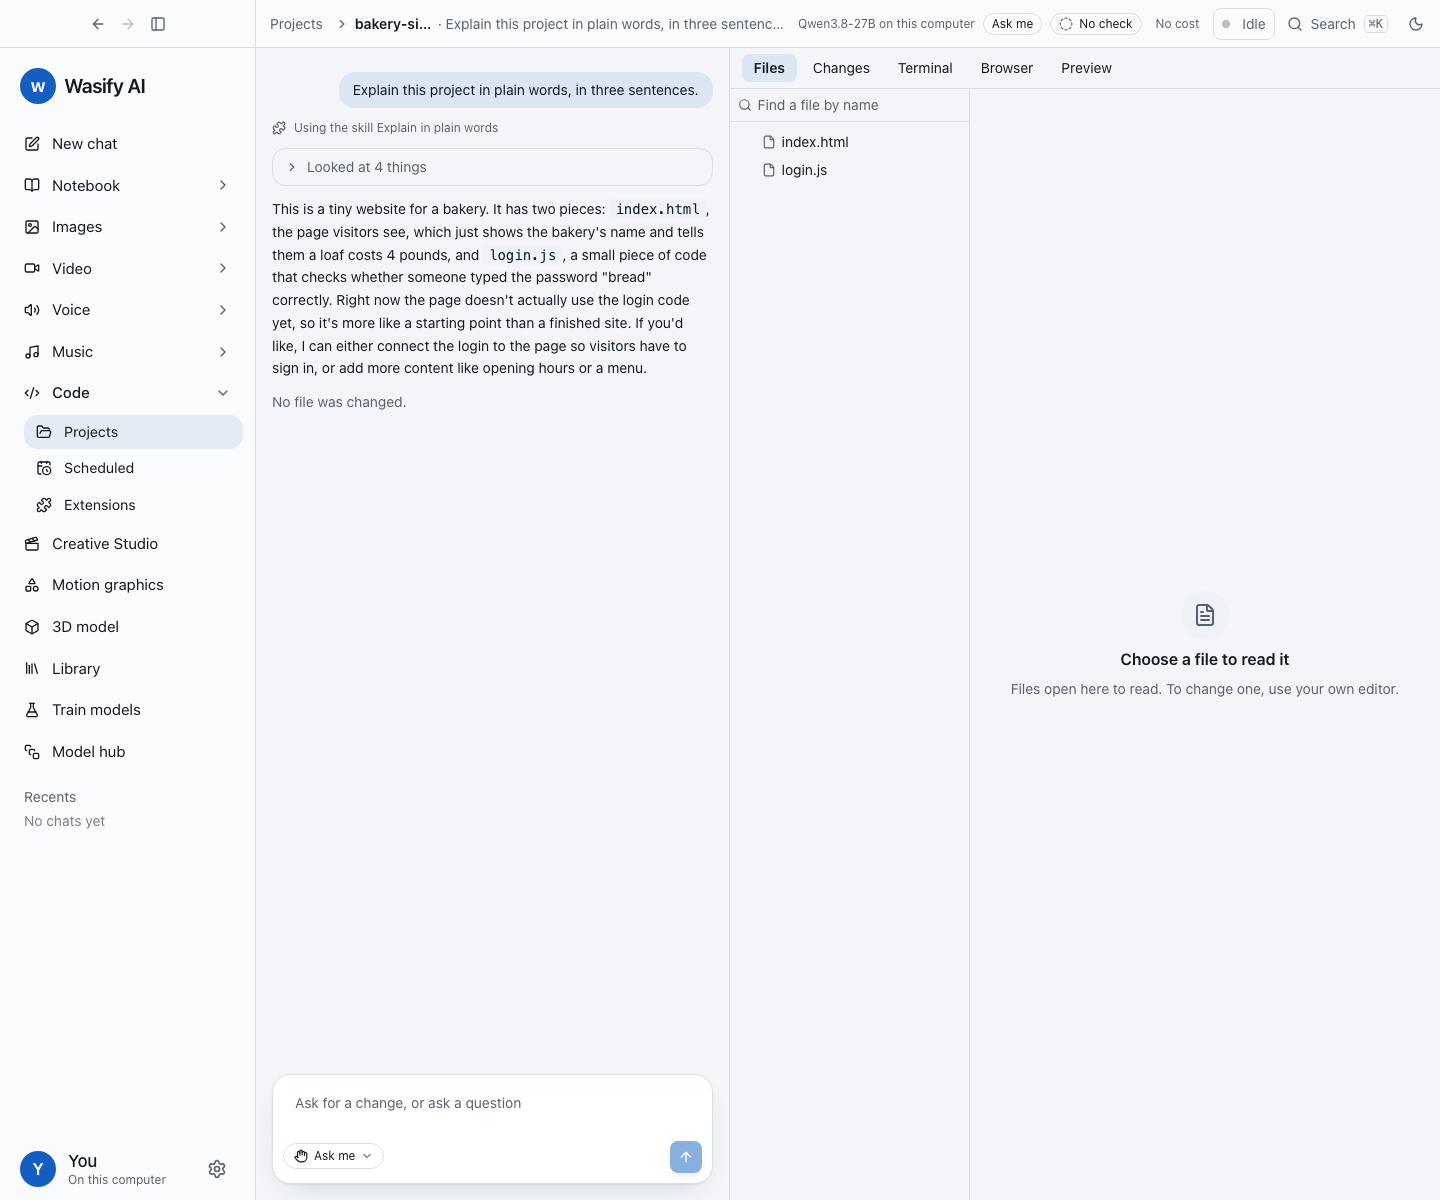 Projects
bakery-si...
· Explain this project in plain words, in three sentenc...
Qwen3.8-27B on this computer
Ask me
No check
No cost
Idle
Search
⌘K
W
Wasify AI
New chat
Notebook
Images
Video
Voice
Music
Code
Projects
Scheduled
Extensions
Creative Studio
Motion graphics
3D model
Library
Train models
Model hub
Recents
No chats yet
Y
You
On this computer
Explain this project in plain words, in three sentences.
Using the skill Explain in plain words
Looked at 4 things
This is a tiny website for a bakery. It has two pieces: index.html ,
the page visitors see, which just shows the bakery's name and tells
them a loaf costs 4 pounds, and login.js , a small piece of code
that checks whether someone typed the password "bread"
correctly. Right now the page doesn't actually use the login code
yet, so it's more like a starting point than a finished site. If you'd
like, I can either connect the login to the page so visitors have to
sign in, or add more content like opening hours or a menu.
No file was changed.
Ask for a change, or ask a question
Ask me
Files
Changes
Terminal
Browser
Preview
Find a file by name
index.html
login.js
Choose a file to read it
Files open here to read. To change one, use your own editor.